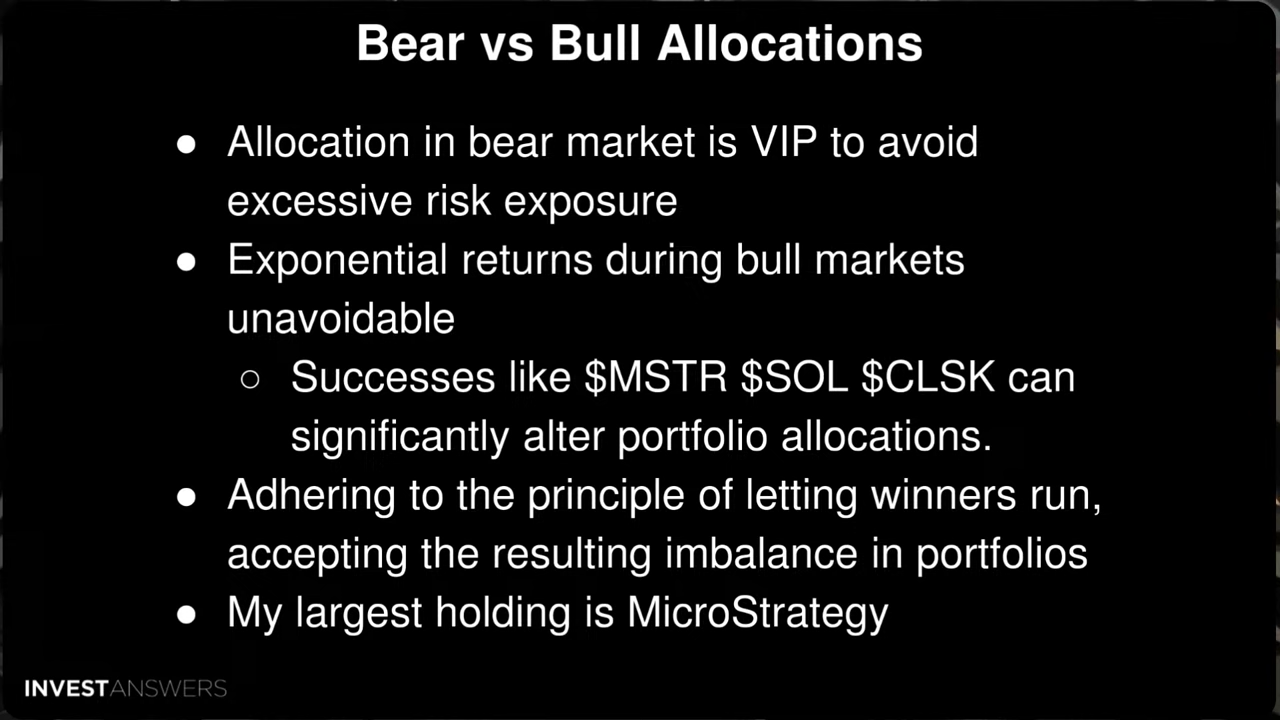 Bear vs Bull Allocations
● Allocation in bear market is VIP to avoid
excessive risk exposure
● Exponential returns during bull markets
unavoidable
○ Successes like $MSTR $SOL $CLSK can
significantly alter portfolio allocations.
● Adhering to the principle of letting winners run,
accepting the resulting imbalance in portfolios
● My largest holding is MicroStrategy
INVESTANSWERS